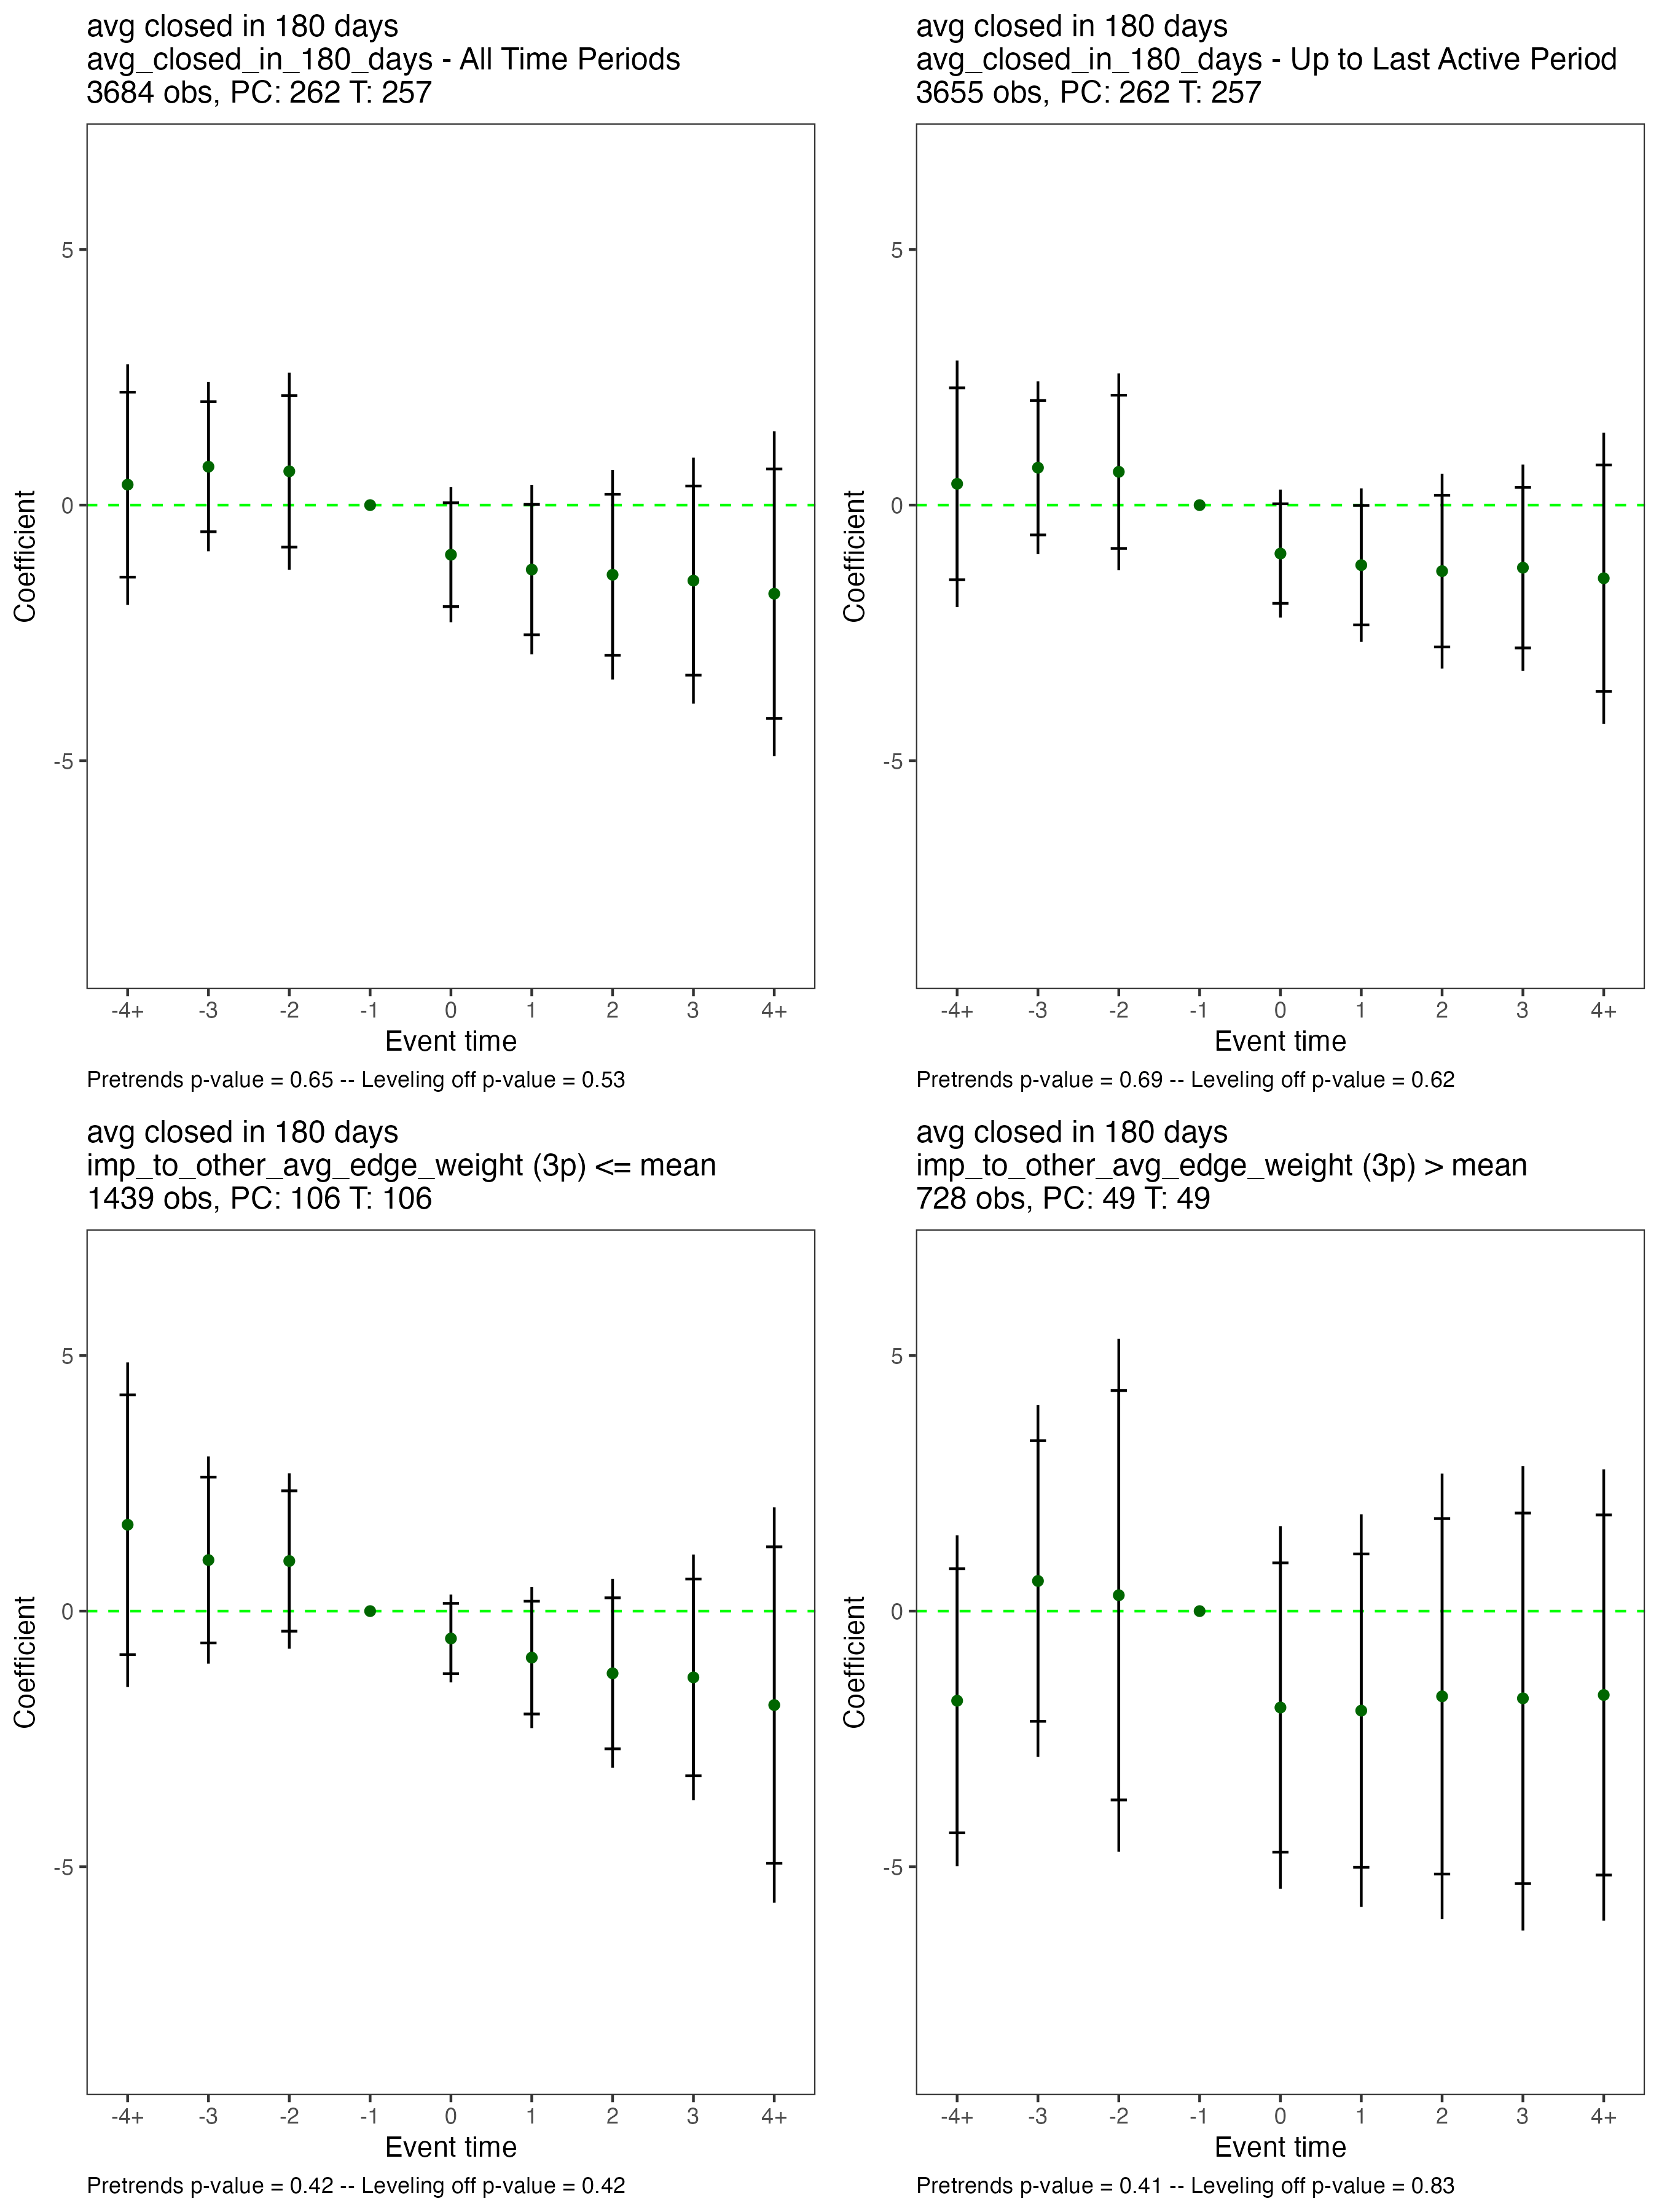 avg closed in 180 days
avg_closed_in_180_days - All Time Periods
3684 obs, PC: 262 T: 257
5
0
-5
Coefficient
-4+ -3 -2 -1 0 1 2 3 4+
Event time
Pretrends p-value = 0.65 -- Leveling off p-value = 0.53
avg closed in 180 days
avg_closed_in_180_days - Up to Last Active Period
3655 obs, PC: 262 T: 257
5
0
-5
Coefficient
-4+ -3 -2 -1 0 1 2 3 4+
Event time
Pretrends p-value = 0.69 -- Leveling off p-value = 0.62
avg closed in 180 days
imp_to_other_avg_edge_weight (3p) <= mean
1439 obs, PC: 106 T: 106
5
0
-5
Coefficient
-4+ -3 -2 -1 0 1 2 3 4+
Event time
Pretrends p-value = 0.42 -- Leveling off p-value = 0.42
avg closed in 180 days
imp_to_other_avg_edge_weight (3p) > mean
728 obs, PC: 49 T: 49
5
0
-5
Coefficient
-4+ -3 -2 -1 0 1 2 3 4+
Event time
Pretrends p-value = 0.41 -- Leveling off p-value = 0.83